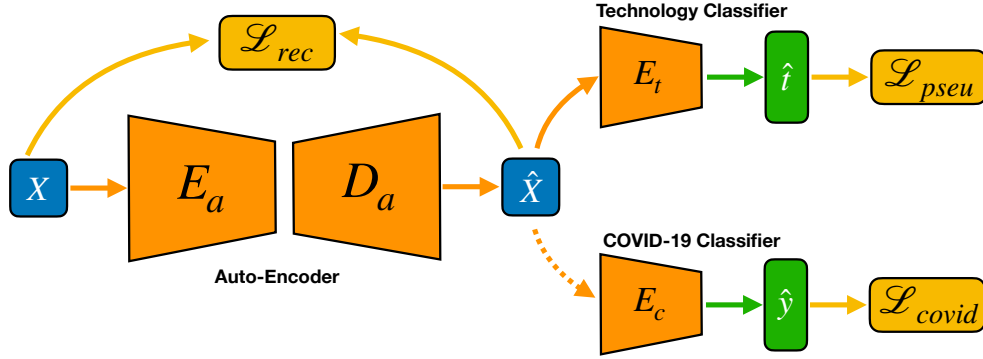 Technology Classifier
ℒrec
Et
t̂
ℒpseu
X
Ea
Da
X̂
Auto-Encoder
COVID-19 Classifier
Ec
ŷ
ℒcovid